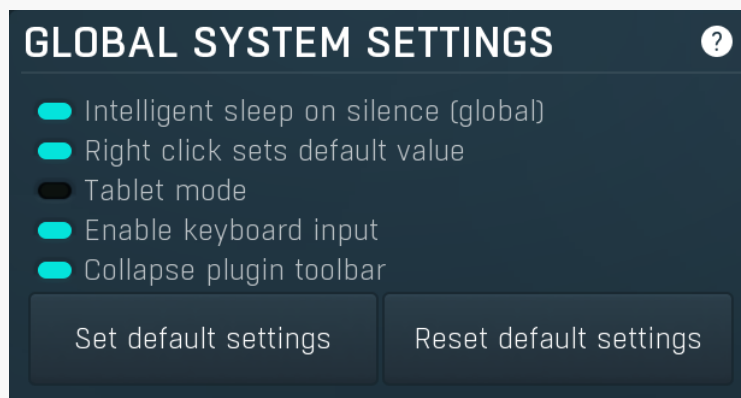 GLOBAL SYSTEM SETTINGS ?
Intelligent sleep on silence (global)
Right click sets default value
Tablet mode
Enable keyboard input
Collapse plugin toolbar
Set default settings Reset default settings